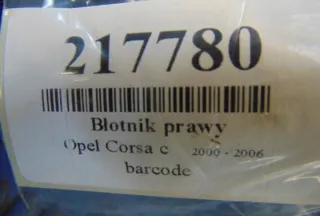 217780
Błotnik prawy
Opel Corsa c 2000 - 2006
barcode